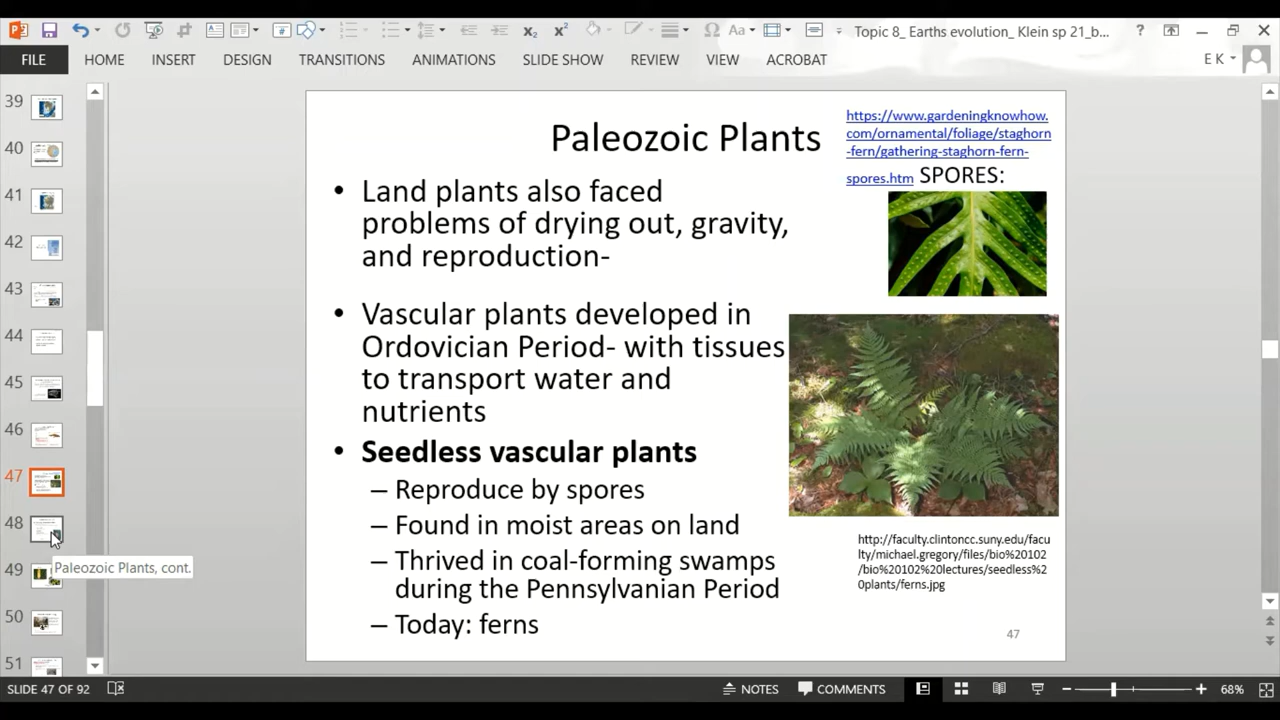 Topic 8_ Earths evolution_ Klein sp 21_b...
FILE
HOME
INSERT
DESIGN
TRANSITIONS
ANIMATIONS
SLIDE SHOW
REVIEW
VIEW
ACROBAT
E K
39
40
41
42
43
44
45
46
47
48
49
50
51
Paleozoic Plants, cont.
Paleozoic Plants
https://www.gardeningknowhow.
com/ornamental/foliage/staghorn
-fern/gathering-staghorn-fern-
spores.htm SPORES:
• Land plants also faced
problems of drying out, gravity,
and reproduction-
• Vascular plants developed in
Ordovician Period- with tissues
to transport water and
nutrients
• Seedless vascular plants
– Reproduce by spores
– Found in moist areas on land
– Thrived in coal-forming swamps
during the Pennsylvanian Period
– Today: ferns
http://faculty.clintoncc.suny.edu/facu
lty/michael.gregory/files/bio%20102
/bio%20102%20lectures/seedless%2
0plants/ferns.jpg
47
SLIDE 47 OF 92
NOTES
COMMENTS
68%